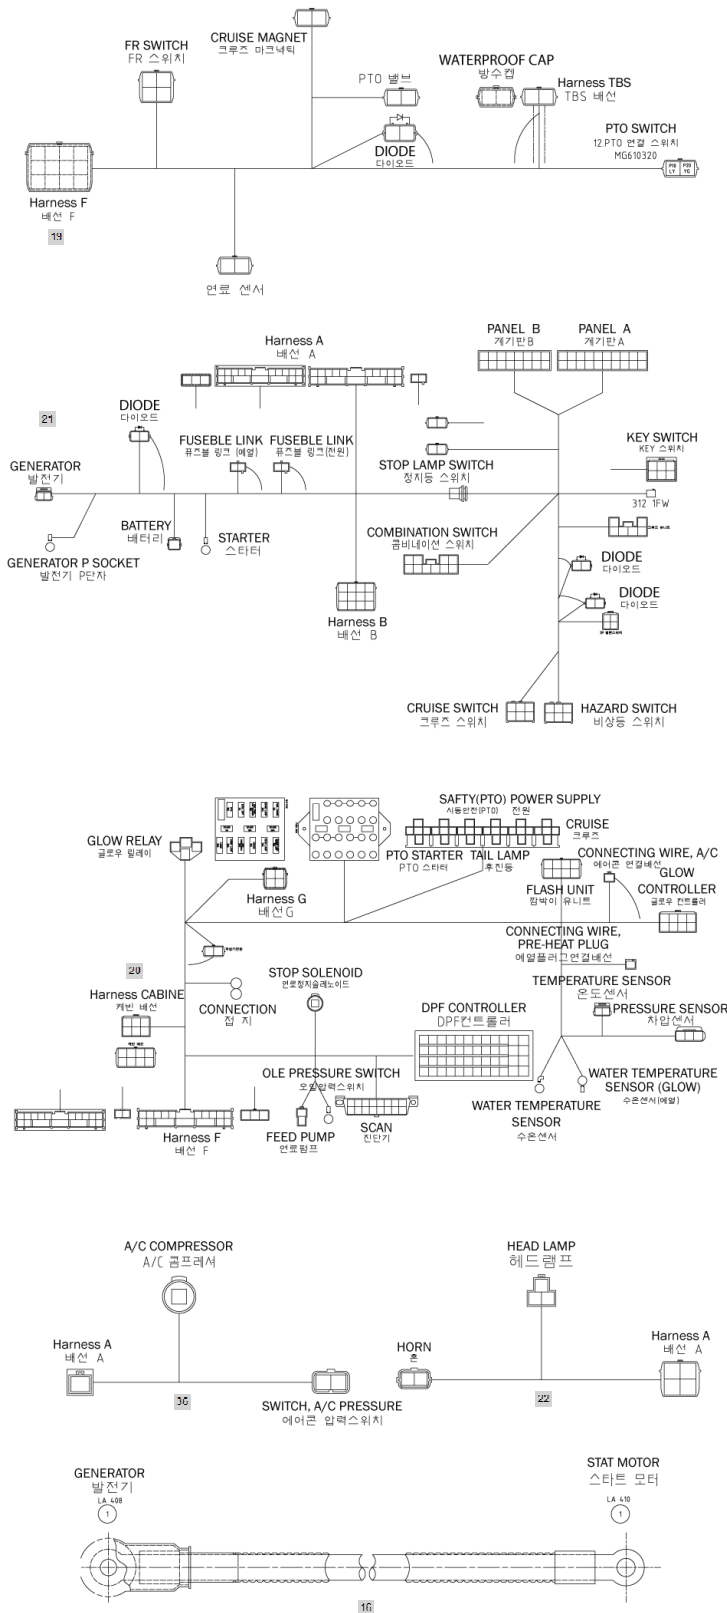 CRUISE MAGNET
크루즈 마크넥틱
FR SWITCH
FR 스위치
PTO 밸브
WATERPROOF CAP
방수켑
Harness TBS
TBS 배선
DIODE
다이오드
PTO SWITCH
12.PTO 연결 스위치
MG610320
P10 LY
P20 YG
Harness F
배선 F
19
연료 센서
Harness A
배선 A
PANEL B
계기판B
PANEL A
계기판A
21
DIODE
다이오드
FUSEBLE LINK
퓨즈블 링크 (예열)
FUSEBLE LINK
퓨즈블 링크(전원)
KEY SWITCH
KEY 스위치
GENERATOR
발전기
STOP LAMP SWITCH
정지등 스위치
312 1FW
BATTERY
배터리
STARTER
스타터
COMBINATION SWITCH
콤비네이션 스위치
GENERATOR P SOCKET
발전기 P단자
DIODE
다이오드
DIODE
다이오드
Harness B
배선 B
CRUISE SWITCH
크루즈 스위치
HAZARD SWITCH
비상등 스위치
SAFTY(PTO) POWER SUPPLY
시동안전(PTO) 전원
CRUISE
크루즈
GLOW RELAY
글로우 릴레이
PTO STARTER
PTO 스타터
TAIL LAMP
후진등
CONNECTING WIRE, A/C
에어콘 연결배선
GLOW
CONTROLLER
글로우 컨트롤러
Harness G
배선G
FLASH UNIT
깜박이 유니트
CONNECTING WIRE,
PRE-HEAT PLUG
예열플러그연결배선
20
STOP SOLENOID
연료정지솔레노이드
TEMPERATURE SENSOR
온도센서
Harness CABINE
케빈 배선
CONNECTION
접 지
DPF CONTROLLER
DPF컨트롤러
PRESSURE SENSOR
차압센서
OLE PRESSURE SWITCH
오일압력스위치
WATER TEMPERATURE
SENSOR (GLOW)
수온센서(예열)
WATER TEMPERATURE
SENSOR
수온센서
Harness F
배선 F
FEED PUMP
연료펌프
SCAN
진단기
A/C COMPRESSOR
A/C 콤프레셔
HEAD LAMP
헤드램프
Harness A
배선 A
HORN
혼
Harness A
배선 A
36
SWITCH, A/C PRESSURE
에어콘 압력스위치
22
GENERATOR
발전기
LA 408
1
STAT MOTOR
스타트 모터
LA 410
1
16